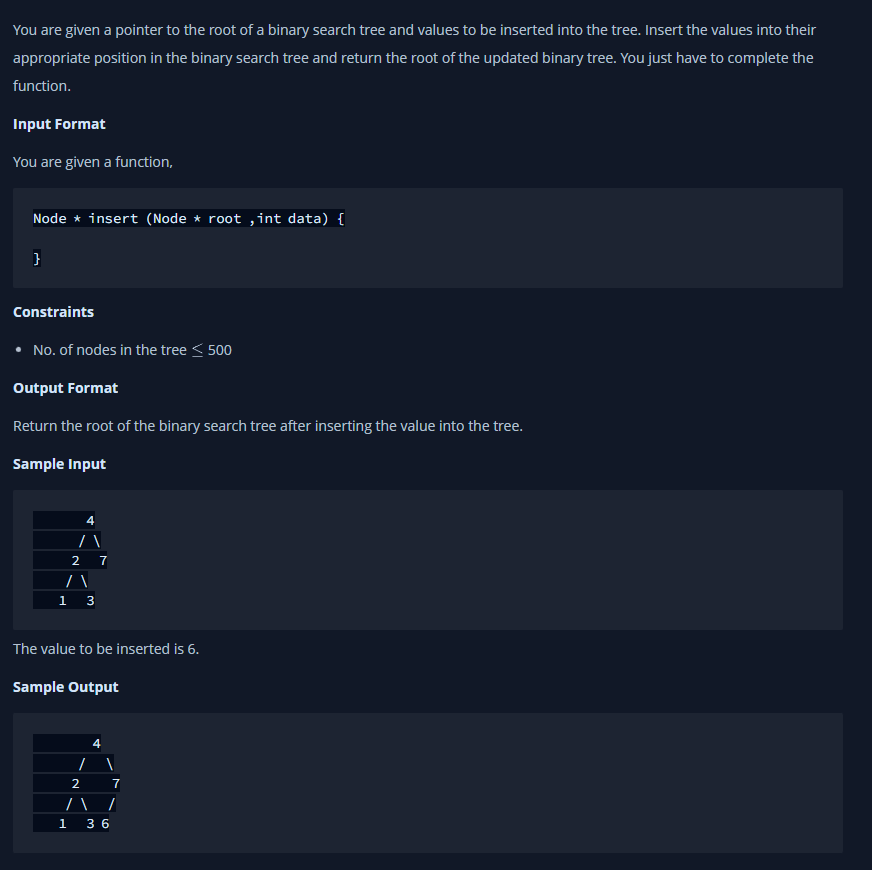 You are given a pointer to the root of a binary search tree and values to be inserted into the tree. Insert the values into their
appropriate position in the binary search tree and return the root of the updated binary tree. You just have to complete the
function.
Input Format
You are given a function,
Node * insert (Node * root ,int data) {
}
Constraints
• No. of nodes in the tree ≤ 500
Output Format
Return the root of the binary search tree after inserting the value into the tree.
Sample Input
4
/ \
2 7
/ \
1 3
The value to be inserted is 6.
Sample Output
4
/ \
2 7
/ \ /
1 3 6